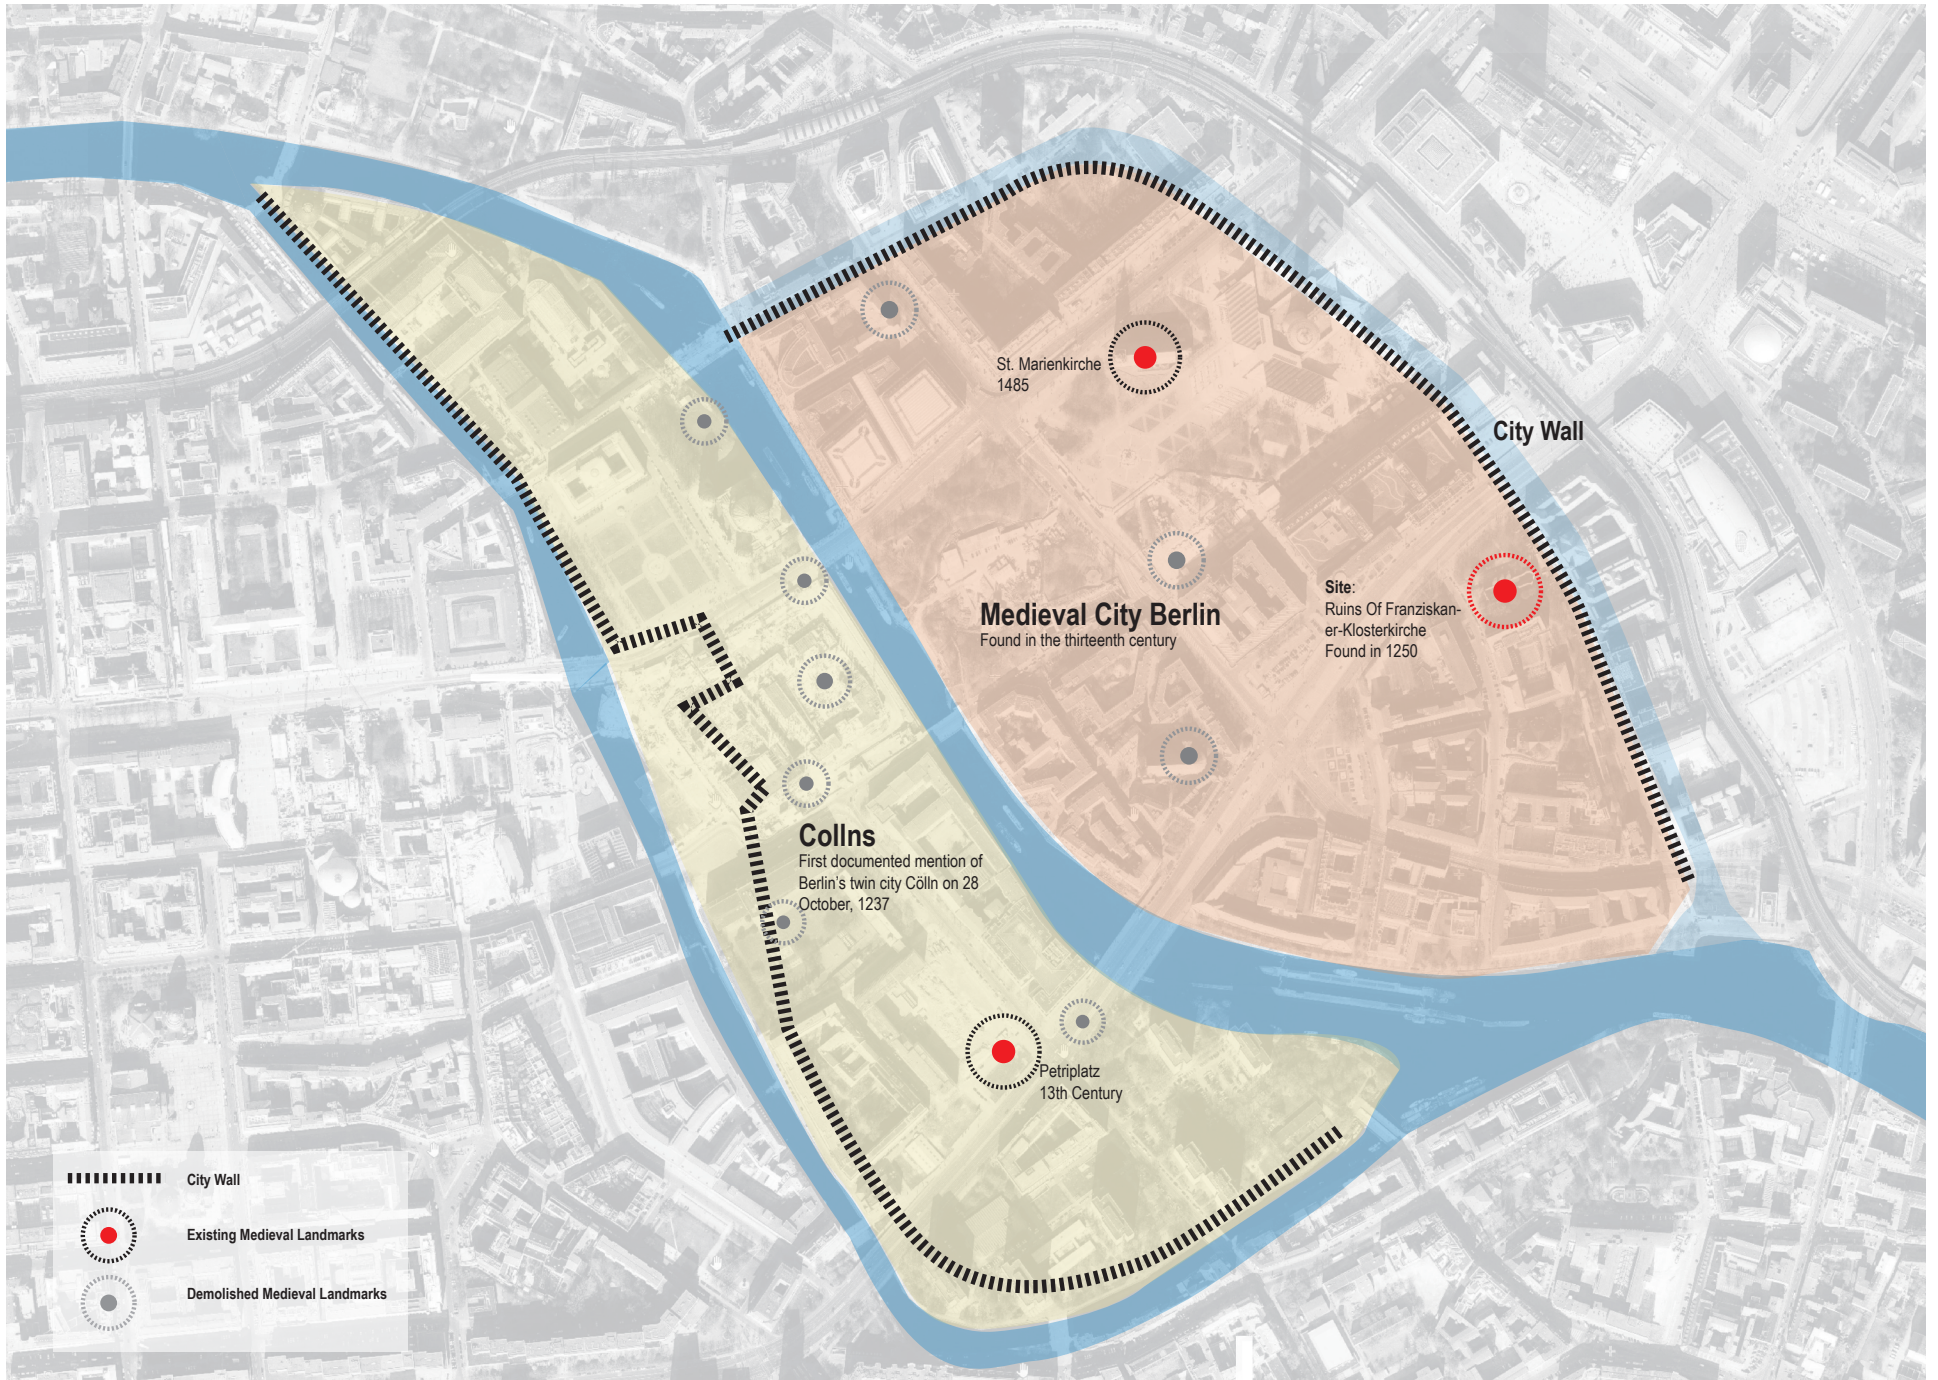 St. Marienkirche
1485
City Wall
Medieval City Berlin
Found in the thirteenth century
Site:
Ruins Of Franziskan-
er-Klosterkirche
Found in 1250
Collns
First documented mention of
Berlin's twin city Cölln on 28
October, 1237
Petriplatz
13th Century
City Wall
Existing Medieval Landmarks
Demolished Medieval Landmarks